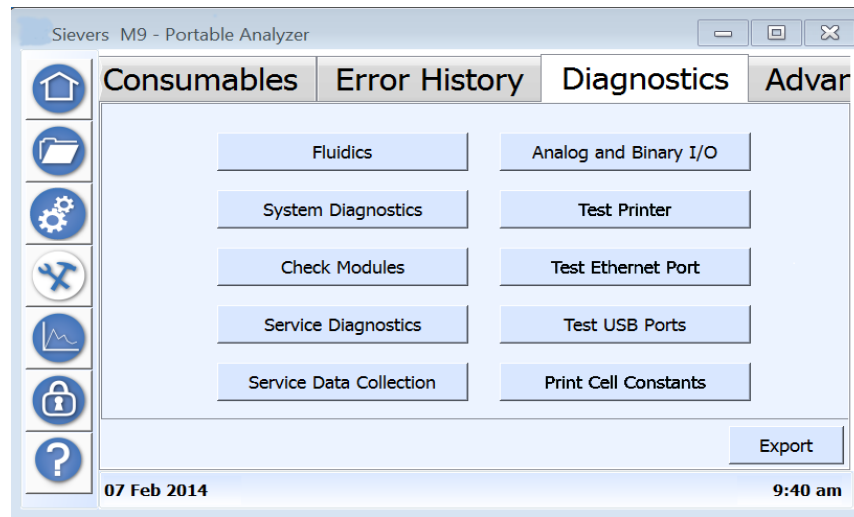 Sievers M9 - Portable Analyzer
Consumables Error History Diagnostics Advar
Fluidics Analog and Binary I/O
System Diagnostics Test Printer
Check Modules Test Ethernet Port
Service Diagnostics Test USB Ports
Service Data Collection Print Cell Constants
?
Export
07 Feb 2014 9:40 am